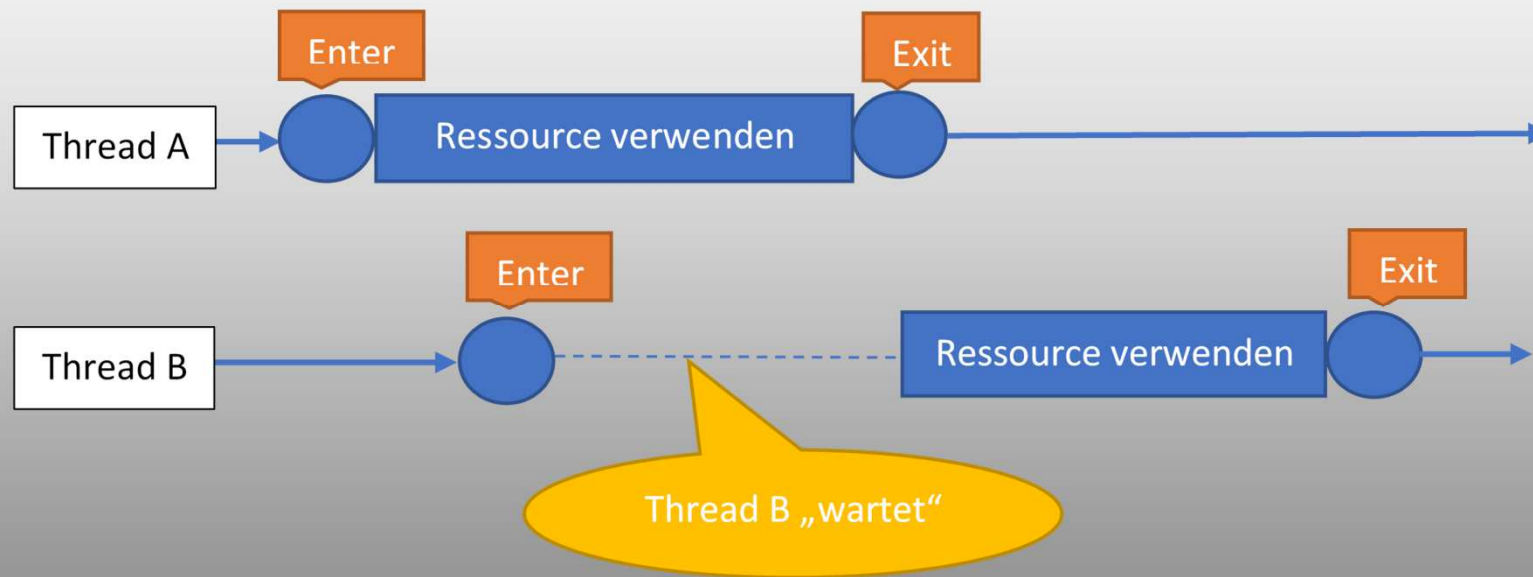 Enter
Exit
Thread A
Ressource verwenden
Enter
Exit
Thread B
Ressource verwenden
Thread B „wartet“